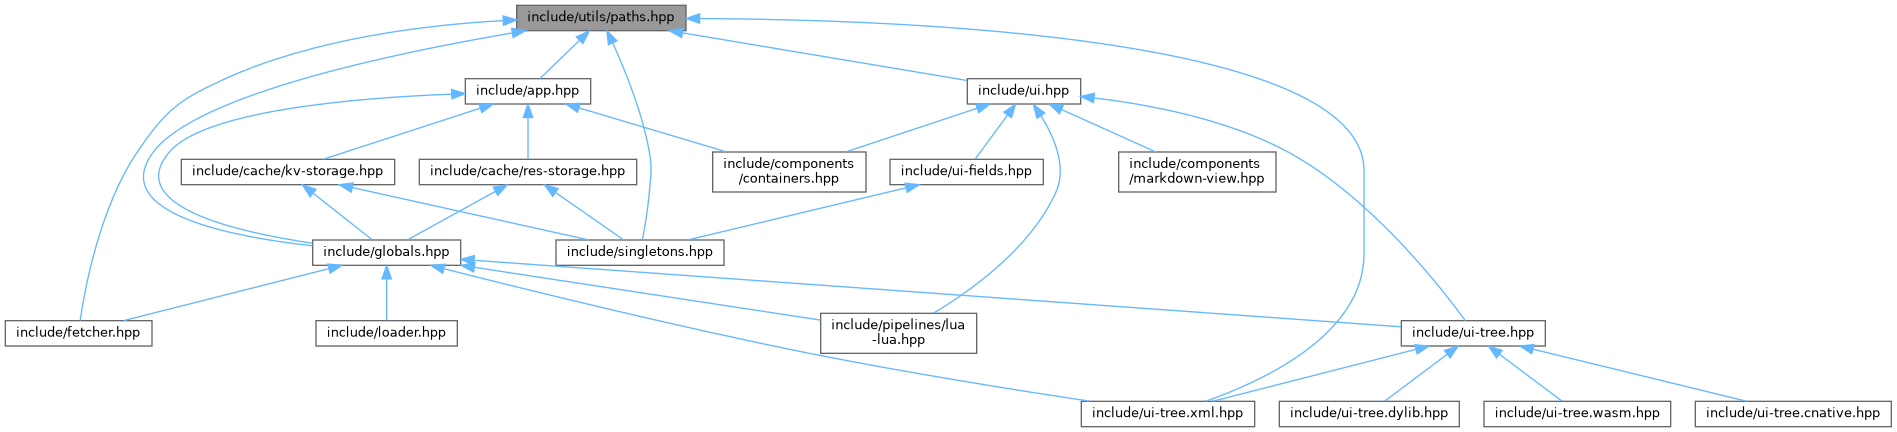 include/utils/paths.hpp
include/app.hpp
include/ui.hpp
include/cache/kv-storage.hpp
include/cache/res-storage.hpp
include/components
/containers.hpp
include/ui-fields.hpp
include/components
/markdown-view.hpp
include/globals.hpp
include/singletons.hpp
include/fetcher.hpp
include/loader.hpp
include/pipelines/lua
-lua.hpp
include/ui-tree.hpp
include/ui-tree.xml.hpp
include/ui-tree.dylib.hpp
include/ui-tree.wasm.hpp
include/ui-tree.cnative.hpp